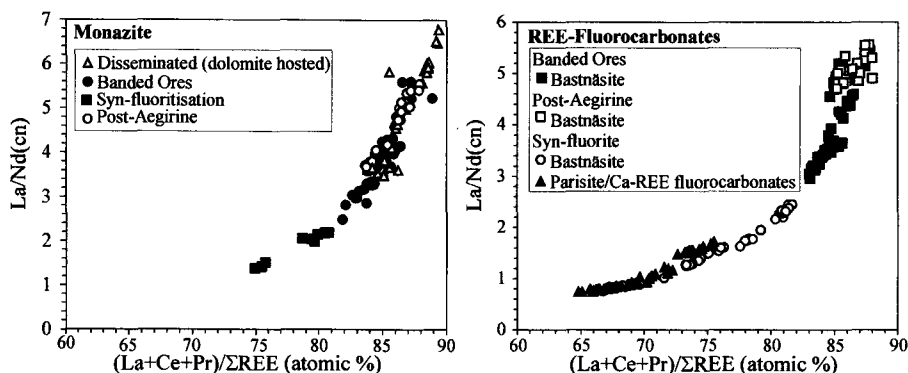 Monazite
Disseminated (dolomite hosted)
Banded Ores
Syn-fluoritisation
Post-Aegirine
7
6
5
4
3
2
1
0
La/Nd(cn)
60 65 70 75 80 85 90
(La+Ce+Pr)/ΣREE (atomic %)
REE-Fluorocarbonates
Banded Ores
Bastnäsite
Post-Aegirine
Bastnäsite
Syn-fluorite
Bastnäsite
Parisite/Ca-REE fluorocarbonates
6
5
4
3
2
1
0
La/Nd(cn)
60 65 70 75 80 85 90
(La+Ce+Pr)/ΣREE (atomic %)